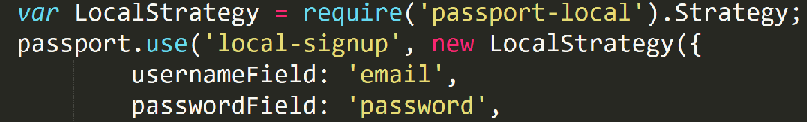 var LocalStrategy = require('passport-local').Strategy;
passport.use('local-signup', new LocalStrategy({
usernameField: 'email',
passwordField: 'password',